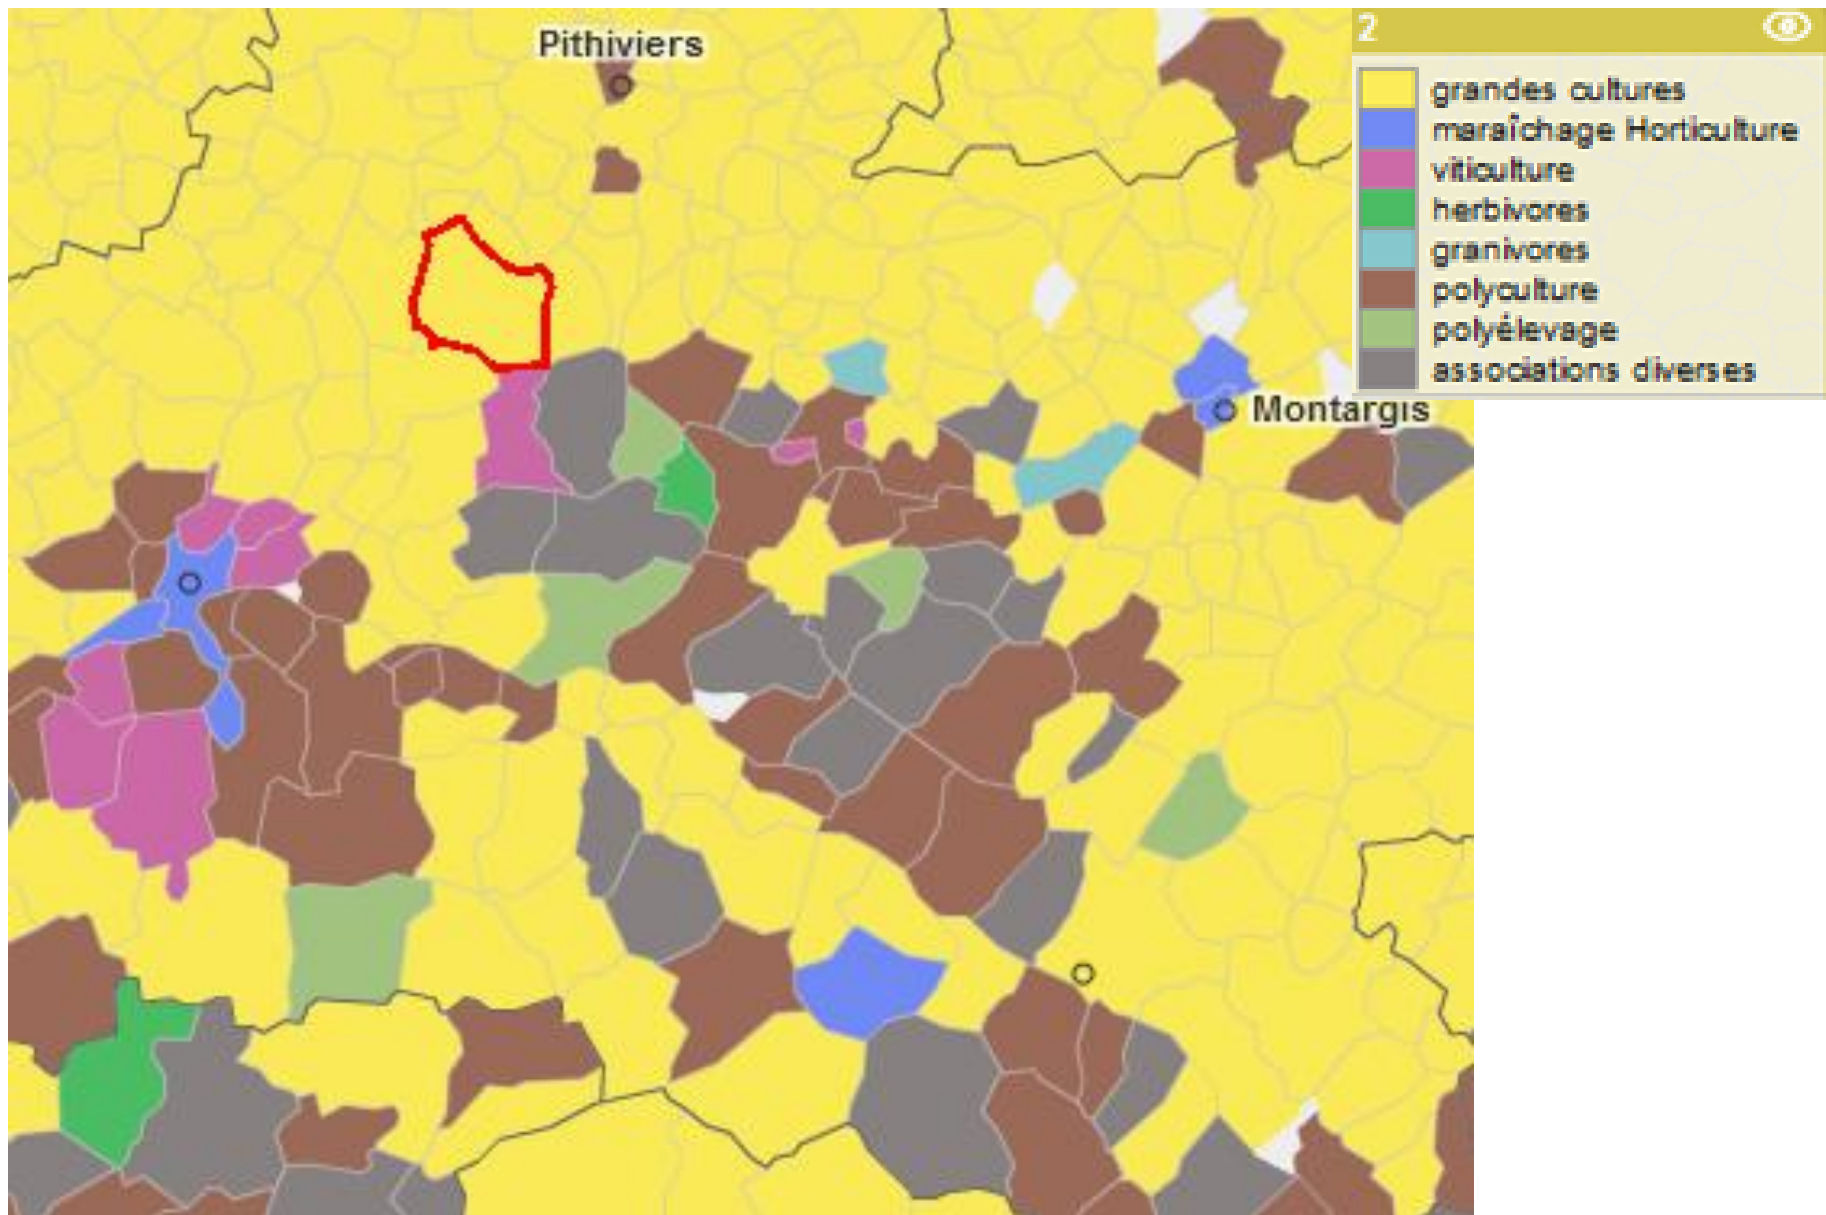 Pithiviers
2
grandes cultures
maraîchage Horticulture
viticulture
herbivores
granivores
polyculture
polyélevage
associations diverses
Montargis